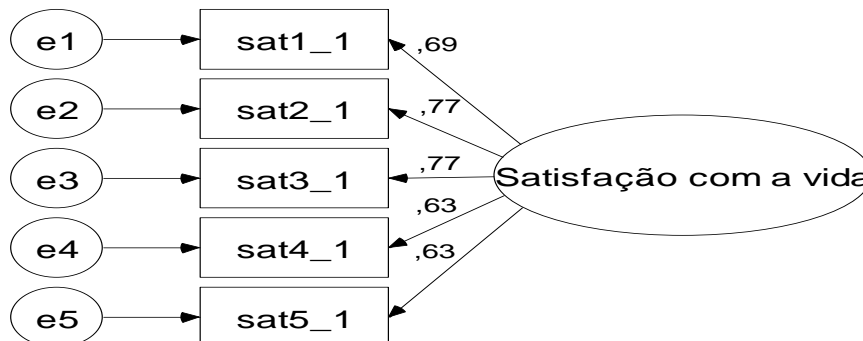 e1
sat1_1
,69
e2
sat2_1
,77
e3
sat3_1
,77
Satisfação com a vida
e4
sat4_1
,63
e5
sat5_1
,63